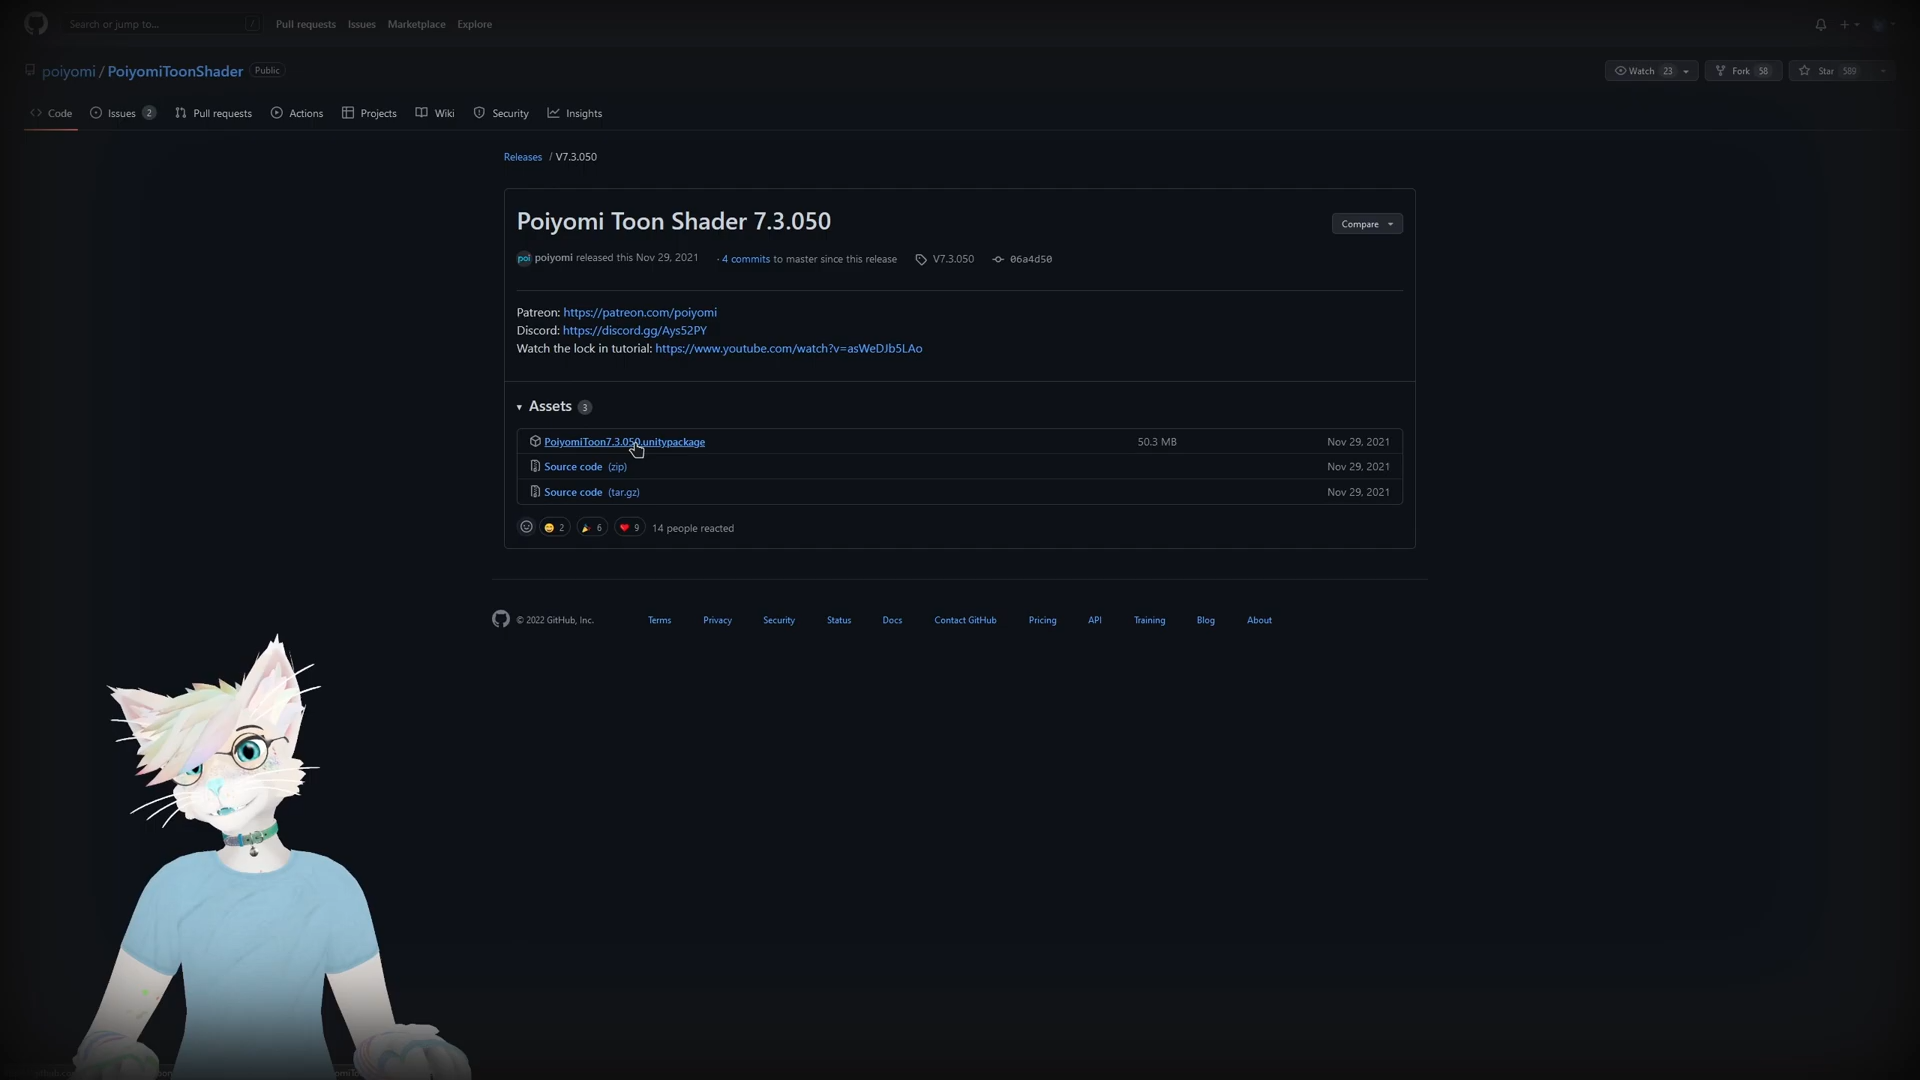 Search or jump to... / Pull requests Issues Marketplace Explore
poiyomi / PoiyomiToonShader Public Watch 23 Fork 58 Star 589
Code Issues 2 Pull requests Actions Projects Wiki Security Insights
Releases / V7.3.050
Poiyomi Toon Shader 7.3.050 Compare
poi poiyomi released this Nov 29, 2021 · 4 commits to master since this release V7.3.050 06a4d50
Patreon: https://patreon.com/poiyomi
Discord: https://discord.gg/Ays52PY
Watch the lock in tutorial: https://www.youtube.com/watch?v=asWeDJb5LAo
Assets 3
PoiyomiToon7.3.050.unitypackage 50.3 MB Nov 29, 2021
Source code (zip) Nov 29, 2021
Source code (tar.gz) Nov 29, 2021
2 6 9 14 people reacted
© 2022 GitHub, Inc. Terms Privacy Security Status Docs Contact GitHub Pricing API Training Blog About